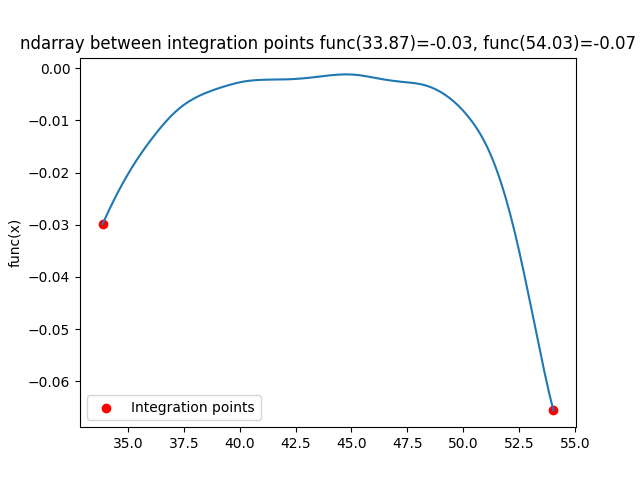 ndarray between integration points func(33.87)=-0.03, func(54.03)=-0.07
0.00
−0.01
−0.02
−0.03
−0.04
−0.05
−0.06
func(x)
Integration points
35.0 37.5 40.0 42.5 45.0 47.5 50.0 52.5 55.0